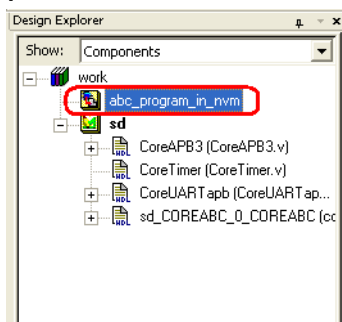 Design Explorer
Show: Components
work
abc_program_in_nvm
sd
CoreAPB3 (CoreAPB3.v)
CoreTimer (CoreTimer.v)
CoreUARTapb (CoreUARTap...
sd_COREABC_0_COREABC (cc